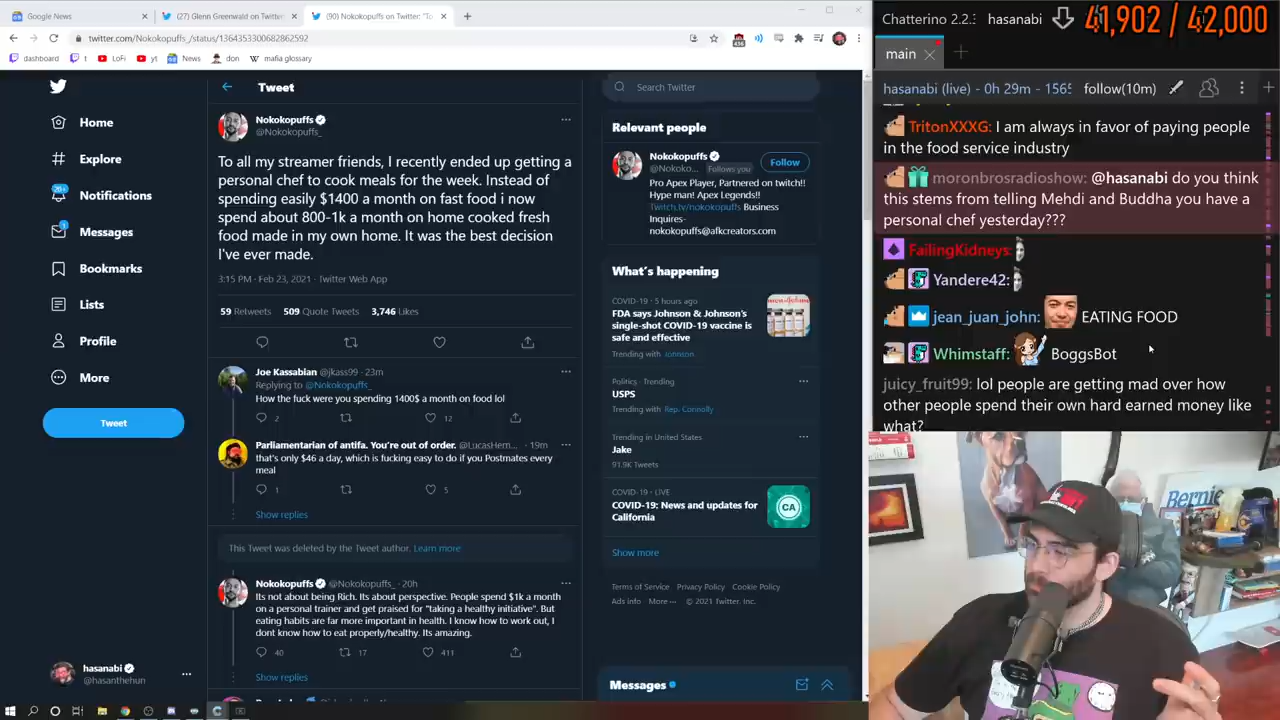 Google News
(27) Glenn Greenwald on Twitter
(90) Nokokopuffs on Twitter: "To
twitter.com/Nokokopuffs_/status/1364353300682862592
dashboard
t
LoFi
yt
News
don
mafia glossary
Home
Explore
20+
Notifications
1
Messages
Bookmarks
Lists
Profile
More
Tweet
hasanabi
@hasanthehun
Tweet
Nokokopuffs
@Nokokopuffs_
To all my streamer friends, I recently ended up getting a
personal chef to cook meals for the week. Instead of
spending easily $1400 a month on fast food i now
spend about 800-1k a month on home cooked fresh
food made in my own home. It was the best decision
I've ever made.
3:15 PM · Feb 23, 2021 · Twitter Web App
59 Retweets 509 Quote Tweets 3,746 Likes
Joe Kassabian @jkass99 · 23m
Replying to @Nokokopuffs_
How the fuck were you spending 1400$ a month on food lol
2 12
Parliamentarian of antifa. You're out of order. @LucasHern... · 19m
that's only $46 a day, which is fucking easy to do if you Postmates every
meal
1 5
Show replies
This Tweet was deleted by the Tweet author. Learn more
Nokokopuffs @Nokokopuffs_ · 20h
Its not about being Rich. Its about perspective. People spend $1k a month
on a personal trainer and get praised for "taking a healthy initiative". But
eating habits are far more important in health. I know how to work out, I
dont know how to eat properly/healthy. Its amazing.
40 17 411
Show replies
Search Twitter
Relevant people
Nokokopuffs
@Nokoko... Follows you
Follow
Pro Apex Player, Partnered on twitch!!
Hype man! Apex Legends!!
Twitch.tv/nokokopuffs Business
Inquires-
nokokopuffs@afkcreators.com
What's happening
COVID-19 · 5 hours ago
FDA says Johnson & Johnson's
single-shot COVID-19 vaccine is
safe and effective
Trending with Johnson
Politics · Trending
USPS
Trending with Rep. Connolly
Trending in United States
Jake
91.9K Tweets
COVID-19 · LIVE
COVID-19: News and updates for
California
CA
Show more
Terms of Service Privacy Policy Cookie Policy
Ads info More ··· © 2021 Twitter, Inc.
Messages
Chatterino 2.2.: hasanabi
41,902 / 42,000
main
hasanabi (live) - 0h 29m - 1565
follow(10m)
TritonXXXG: I am always in favor of paying people
in the food service industry
moronbrosradioshow: @hasanabi do you think
this stems from telling Mehdi and Buddha you have a
personal chef yesterday???
FailingKidneys:
Yandere42:
jean_juan_john: EATING FOOD
Whimstaff: BoggsBot
juicy_fruit99: lol people are getting mad over how
other people spend their own hard earned money like
what?
Bernie